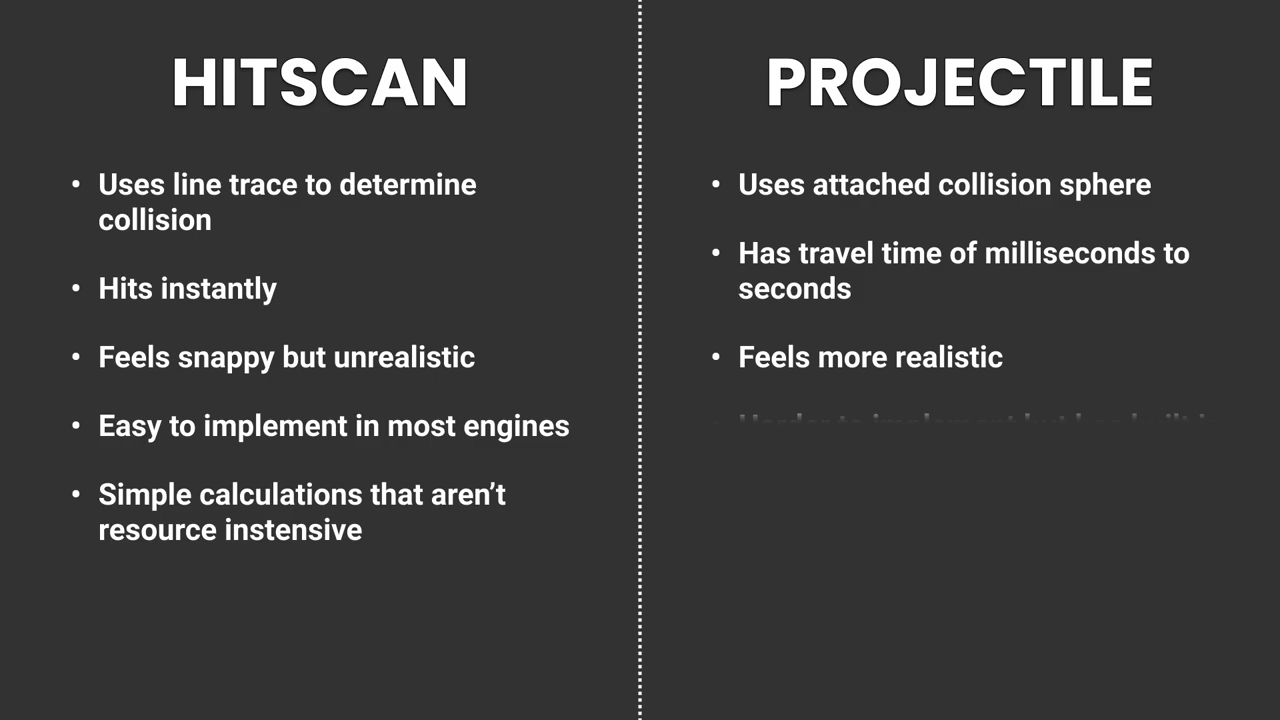 HITSCAN
• Uses line trace to determine
collision
• Hits instantly
• Feels snappy but unrealistic
• Easy to implement in most engines
• Simple calculations that aren’t
resource instensive
PROJECTILE
• Uses attached collision sphere
• Has travel time of milliseconds to
seconds
• Feels more realistic